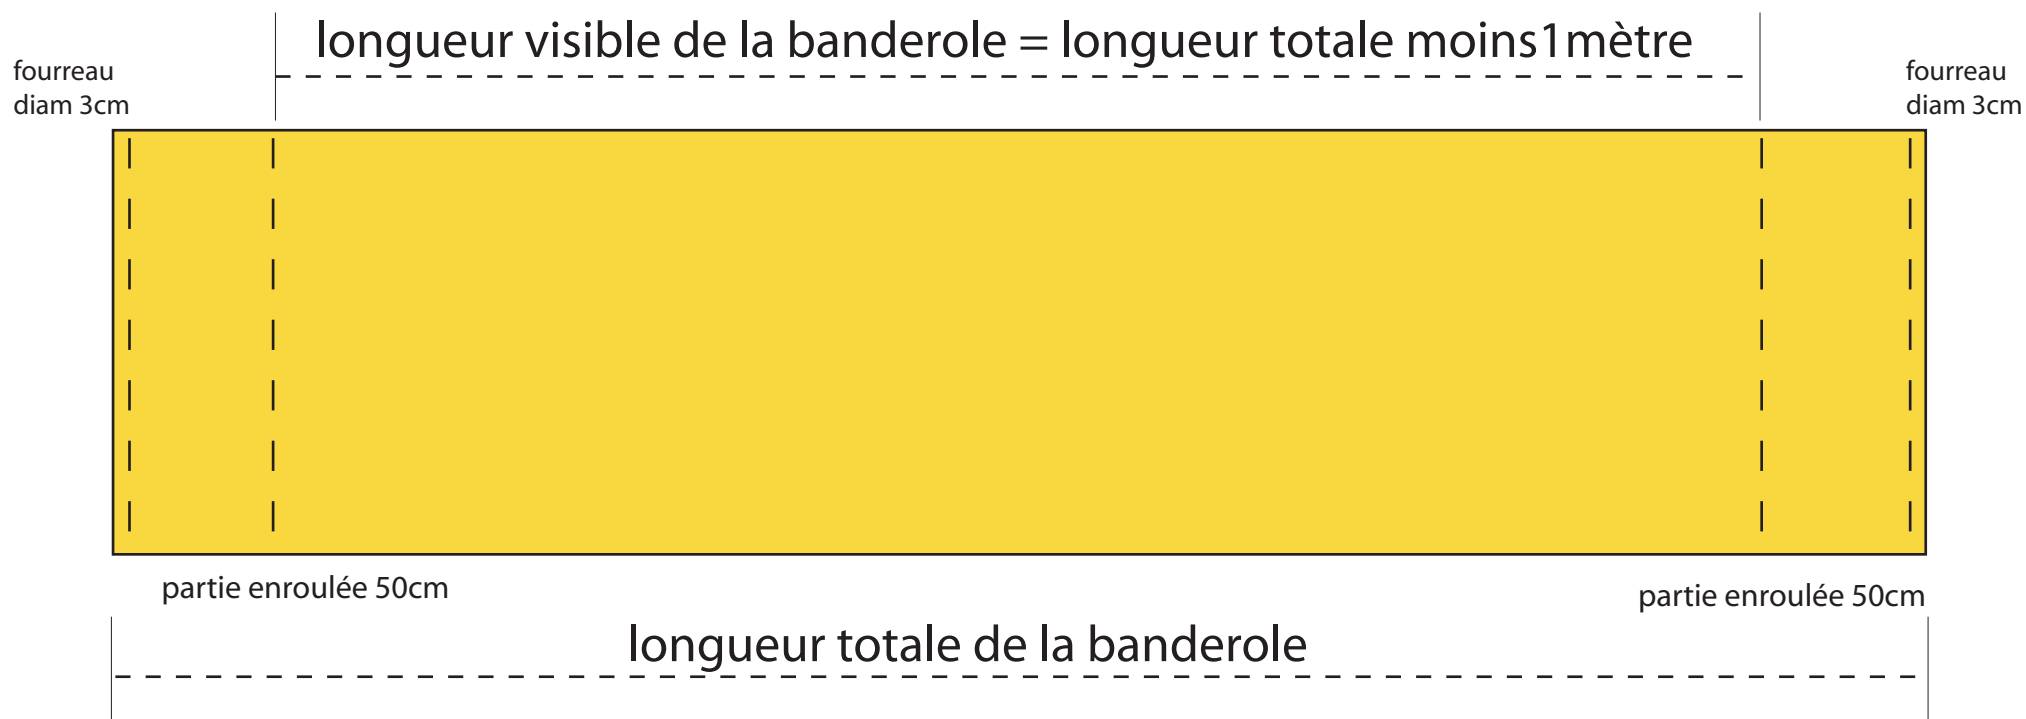 longueur visible de la banderole = longueur totale moins1mètre
fourreau
diam 3cm
fourreau
diam 3cm
partie enroulée 50cm
partie enroulée 50cm
longueur totale de la banderole